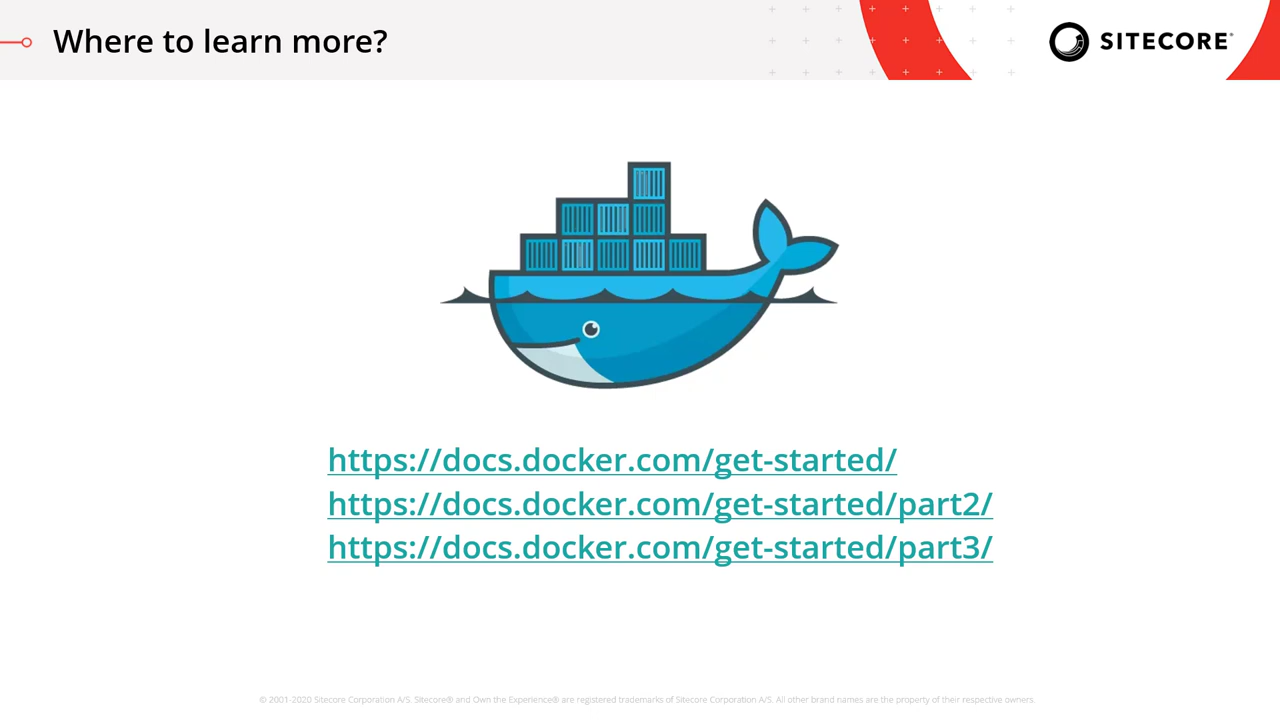 Where to learn more?
SITECORE®
https://docs.docker.com/get-started/
https://docs.docker.com/get-started/part2/
https://docs.docker.com/get-started/part3/
© 2001-2020 Sitecore Corporation A/S. Sitecore® and Own the Experience® are registered trademarks of Sitecore Corporation A/S. All other brand names are the property of their respective owners.